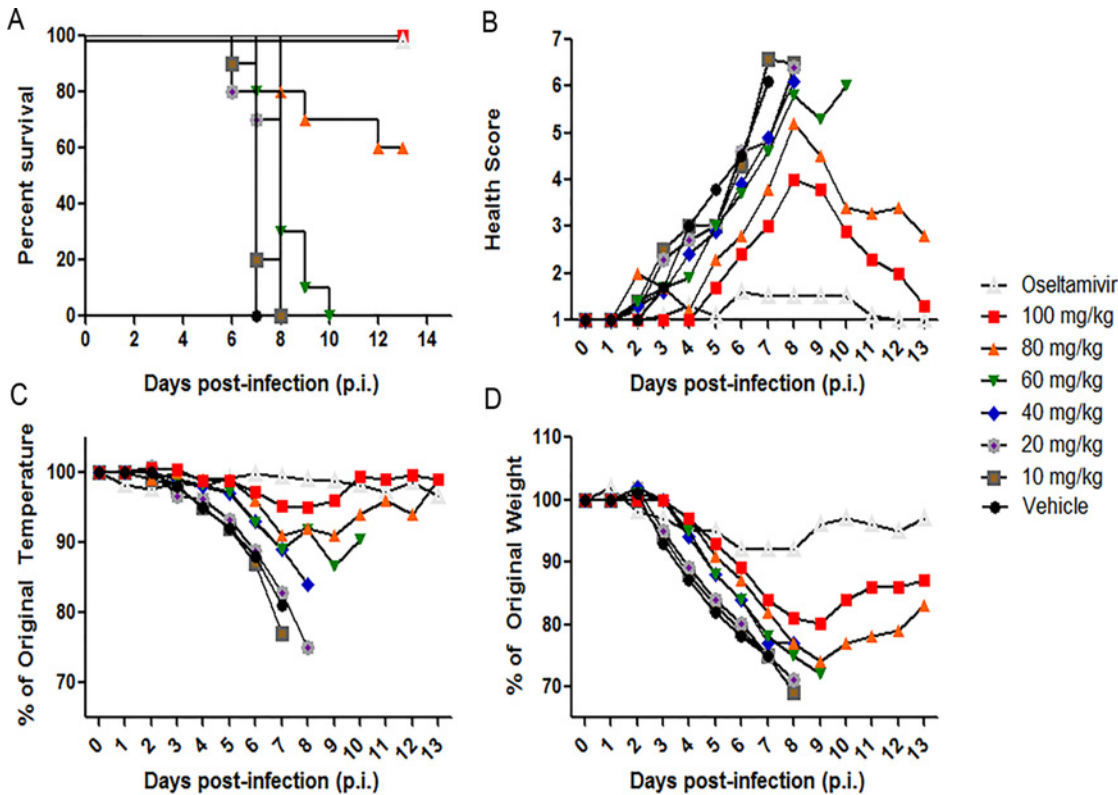 A
Percent survival
100
80
60
40
20
0
0 2 4 6 8 10 12 14
Days post-infection (p.i.)
B
Health Score
7
6
5
4
3
2
1
0 1 2 3 4 5 6 7 8 9 10 11 12 13
Days post-infection (p.i.)
C
% of Original Temperature
100
90
80
70
0 1 2 3 4 5 6 7 8 9 10 11 12 13
Days post-infection (p.i.)
D
% of Original Weight
110
100
90
80
70
0 1 2 3 4 5 6 7 8 9 10 11 12 13
Days post-infection (p.i.)
Oseltamivir
100 mg/kg
80 mg/kg
60 mg/kg
40 mg/kg
20 mg/kg
10 mg/kg
Vehicle